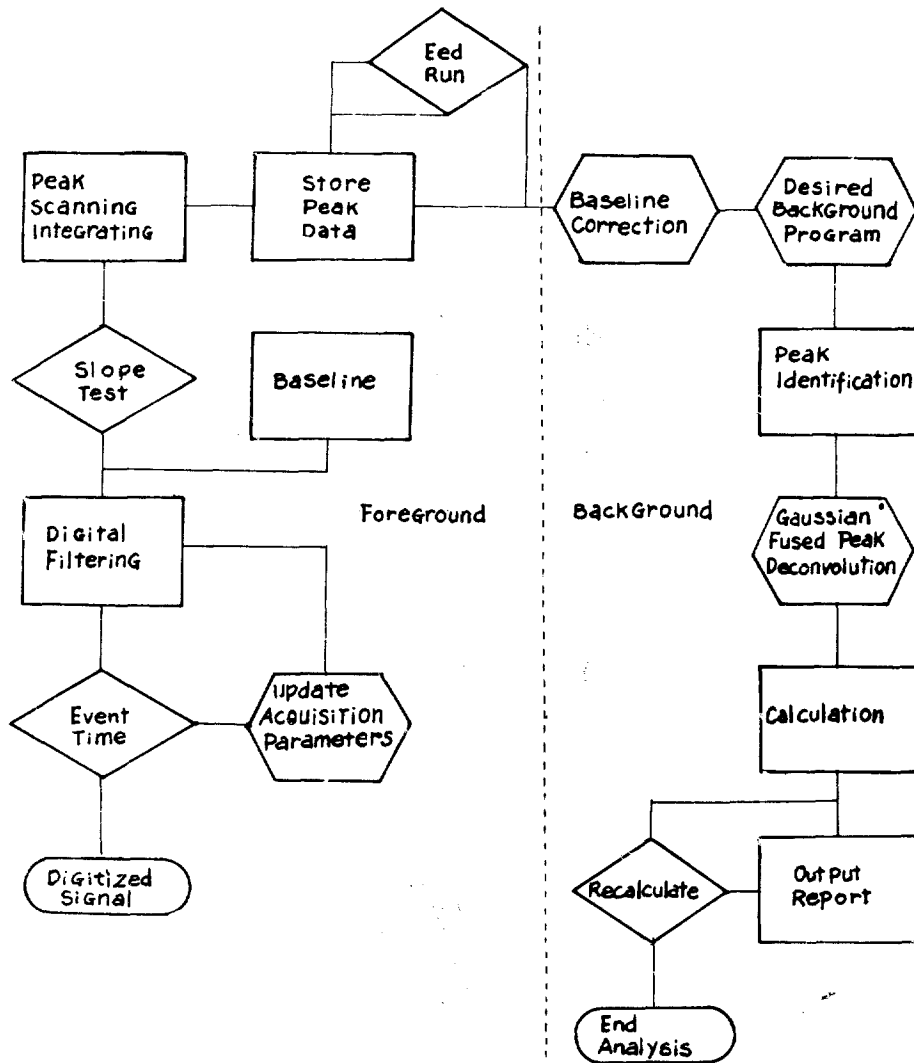 Eed
Run
Peak
Scanning
Integrating
Store
Peak
Data
Baseline
Correction
Desired
Background
Program
Slope
Test
Baseline
Peak
Identification
Digital
Filtering
Foreground
Background
Gaussian
Fused Peak
Deconvolution
Event
Time
Update
Acquisition
Parameters
Calculation
Digitized
Signal
Recalculate
Output
Report
End
Analysis